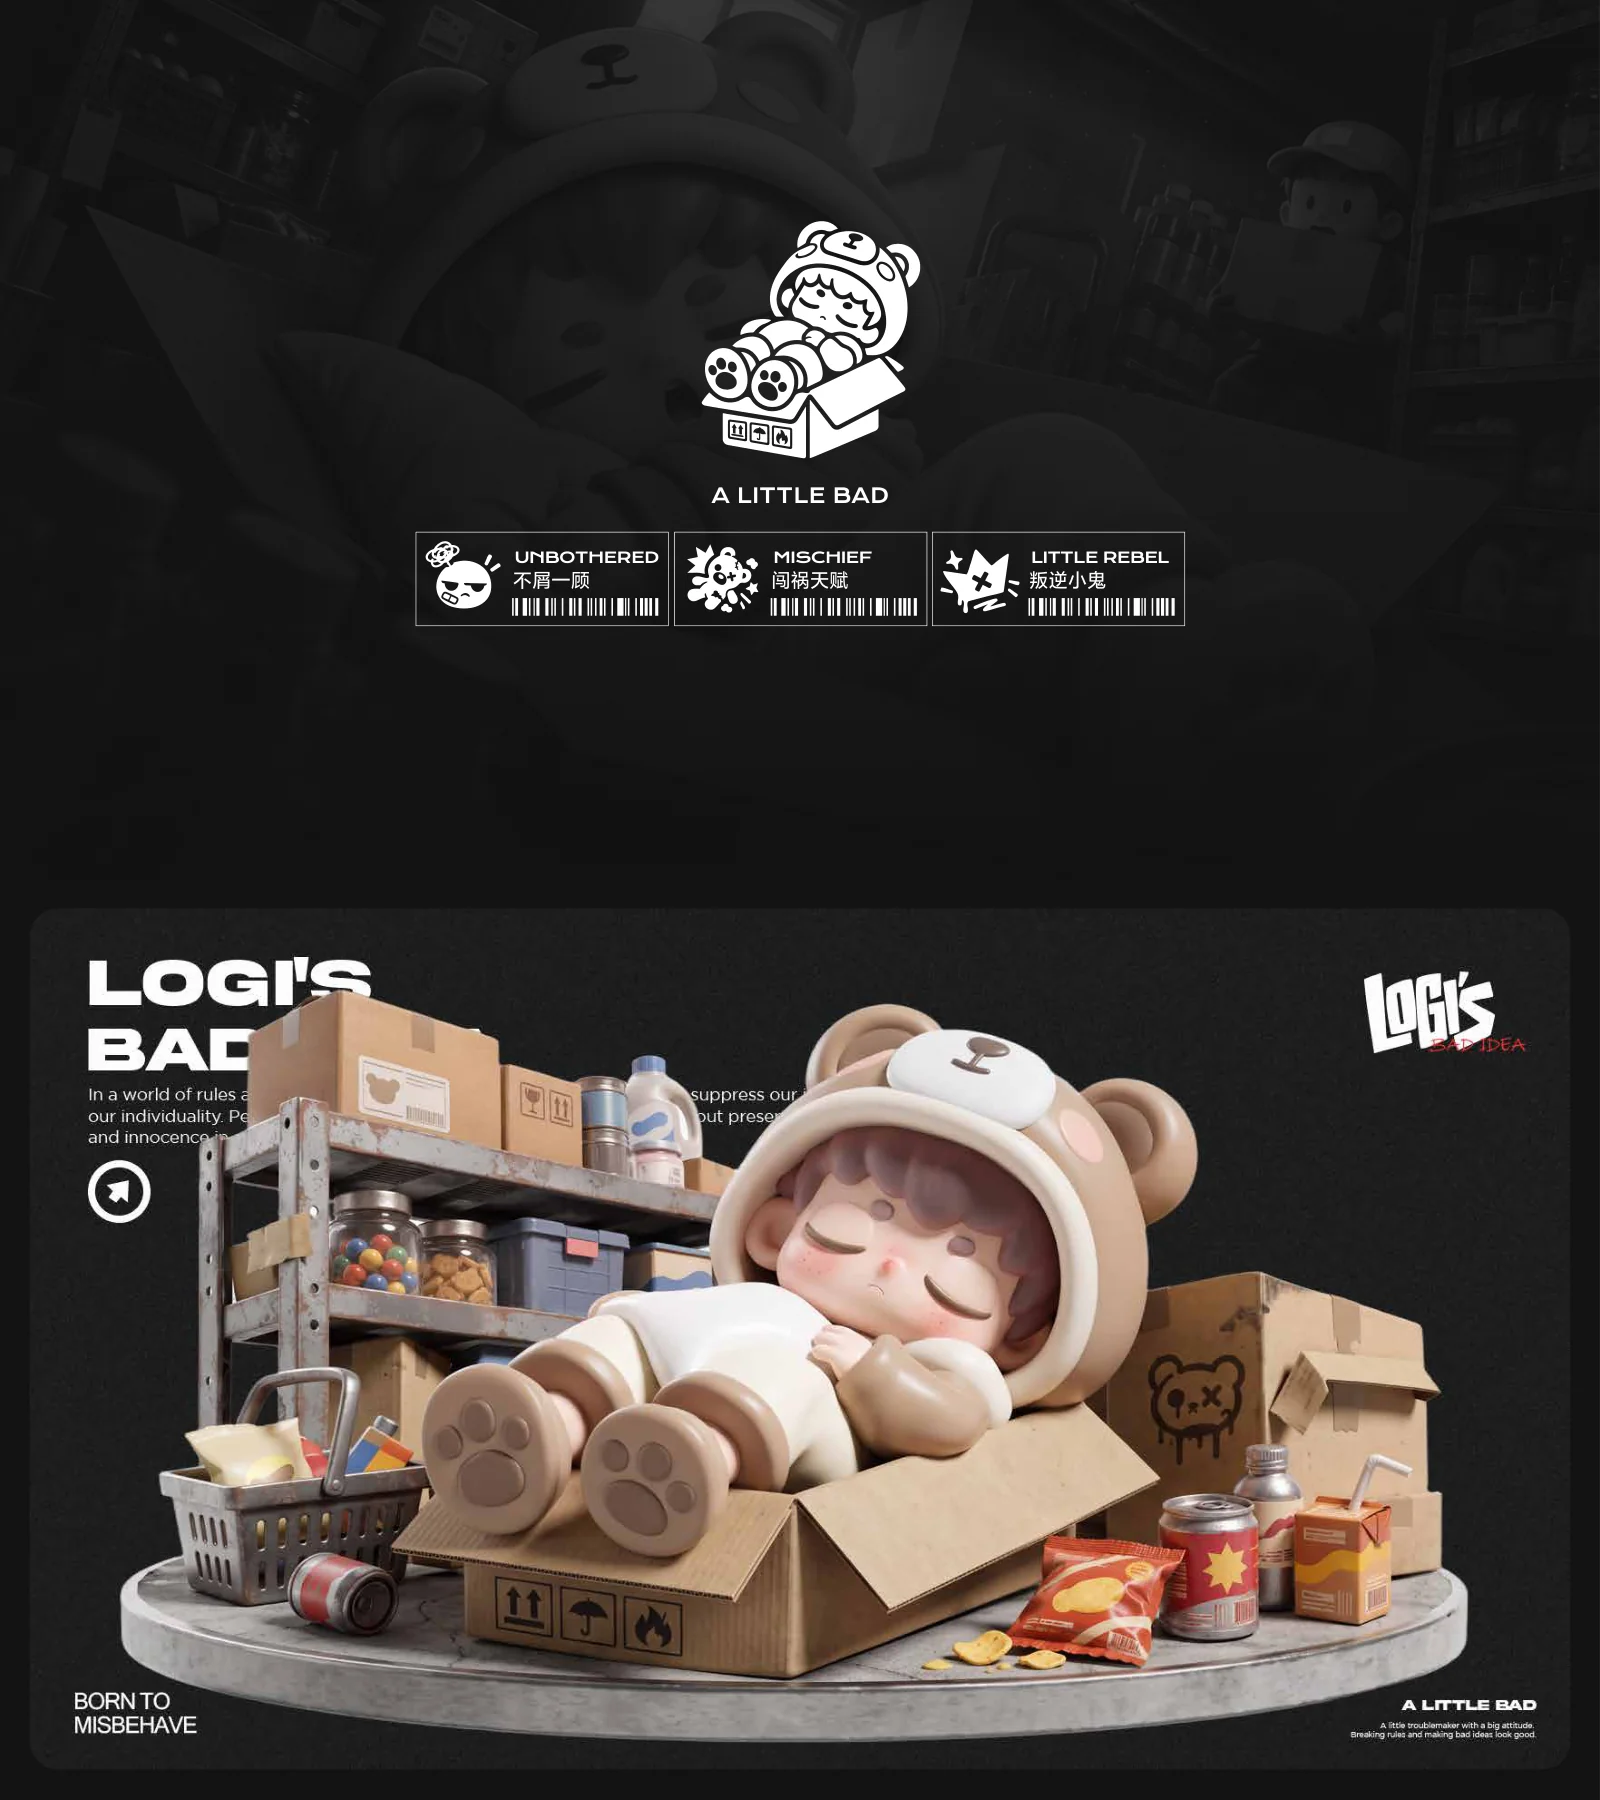 A LITTLE BAD
UNBOTHERED
不屑一顾
MISCHIEF
闯祸天赋
LITTLE REBEL
叛逆小鬼
LOGI'S
BAD
In a world of rules
suppress our
our individuality.
out
and innocence
LOGI'S
BAD IDEA
BORN TO
MISBEHAVE
A LITTLE BAD
A little troublemaker with a big attitude.
Breaking rules and making bad ideas look good.